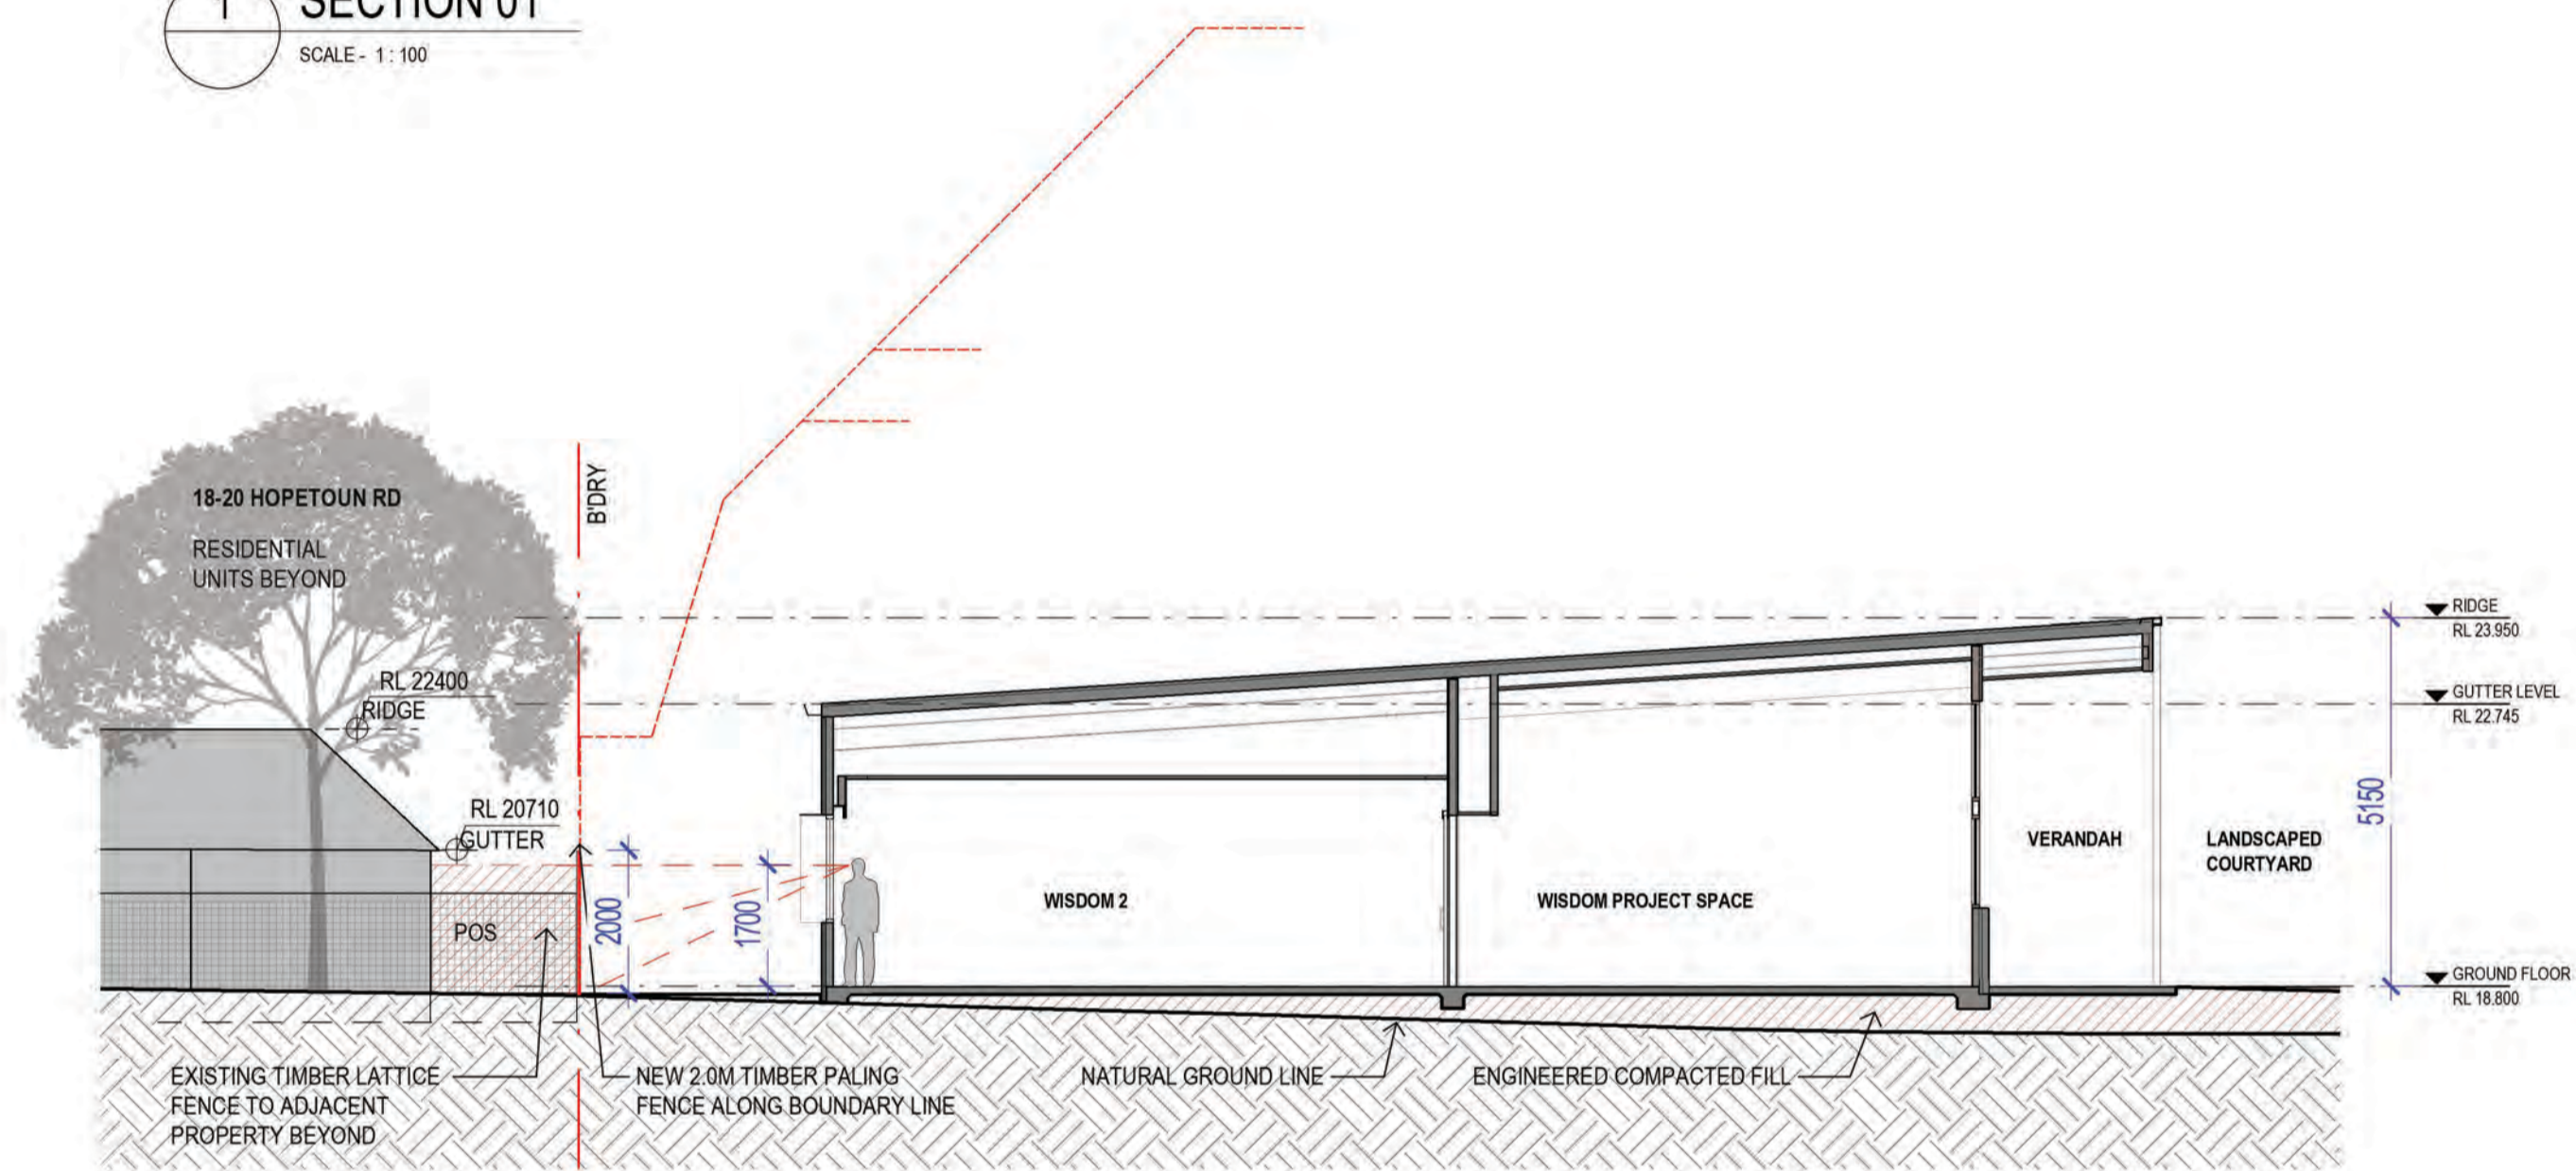 1
SECTION 01
SCALE - 1 : 100
18-20 HOPETOUN RD
RESIDENTIAL
UNITS BEYOND
B'DRY
RL 22400
RIDGE
RL 20710
GUTTER
POS
2000
1700
WISDOM 2
WISDOM PROJECT SPACE
VERANDAH
LANDSCAPED
COURTYARD
5150
RIDGE
RL 23.950
GUTTER LEVEL
RL 22.745
GROUND FLOOR
RL 18.800
EXISTING TIMBER LATTICE
FENCE TO ADJACENT
PROPERTY BEYOND
NEW 2.0M TIMBER PALING
FENCE ALONG BOUNDARY LINE
NATURAL GROUND LINE
ENGINEERED COMPACTED FILL